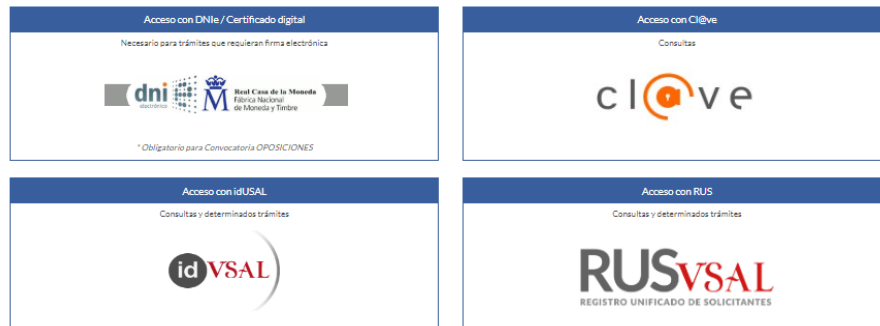 Acceso con DNIe / Certificado digital
Necesario para trámites que requieran firma electrónica
dni
electrónico
M
Real Casa de la Moneda
Fábrica Nacional
de Moneda y Timbre
* Obligatorio para Convocatoria OPOSICIONES
Acceso con Cl@ve
Consultas
cl@ve
Acceso con idUSAL
Consultas y determinados trámites
id VSAL
Acceso con RUS
Consultas y determinados trámites
RUSVSAL
REGISTRO UNIFICADO DE SOLICITANTES